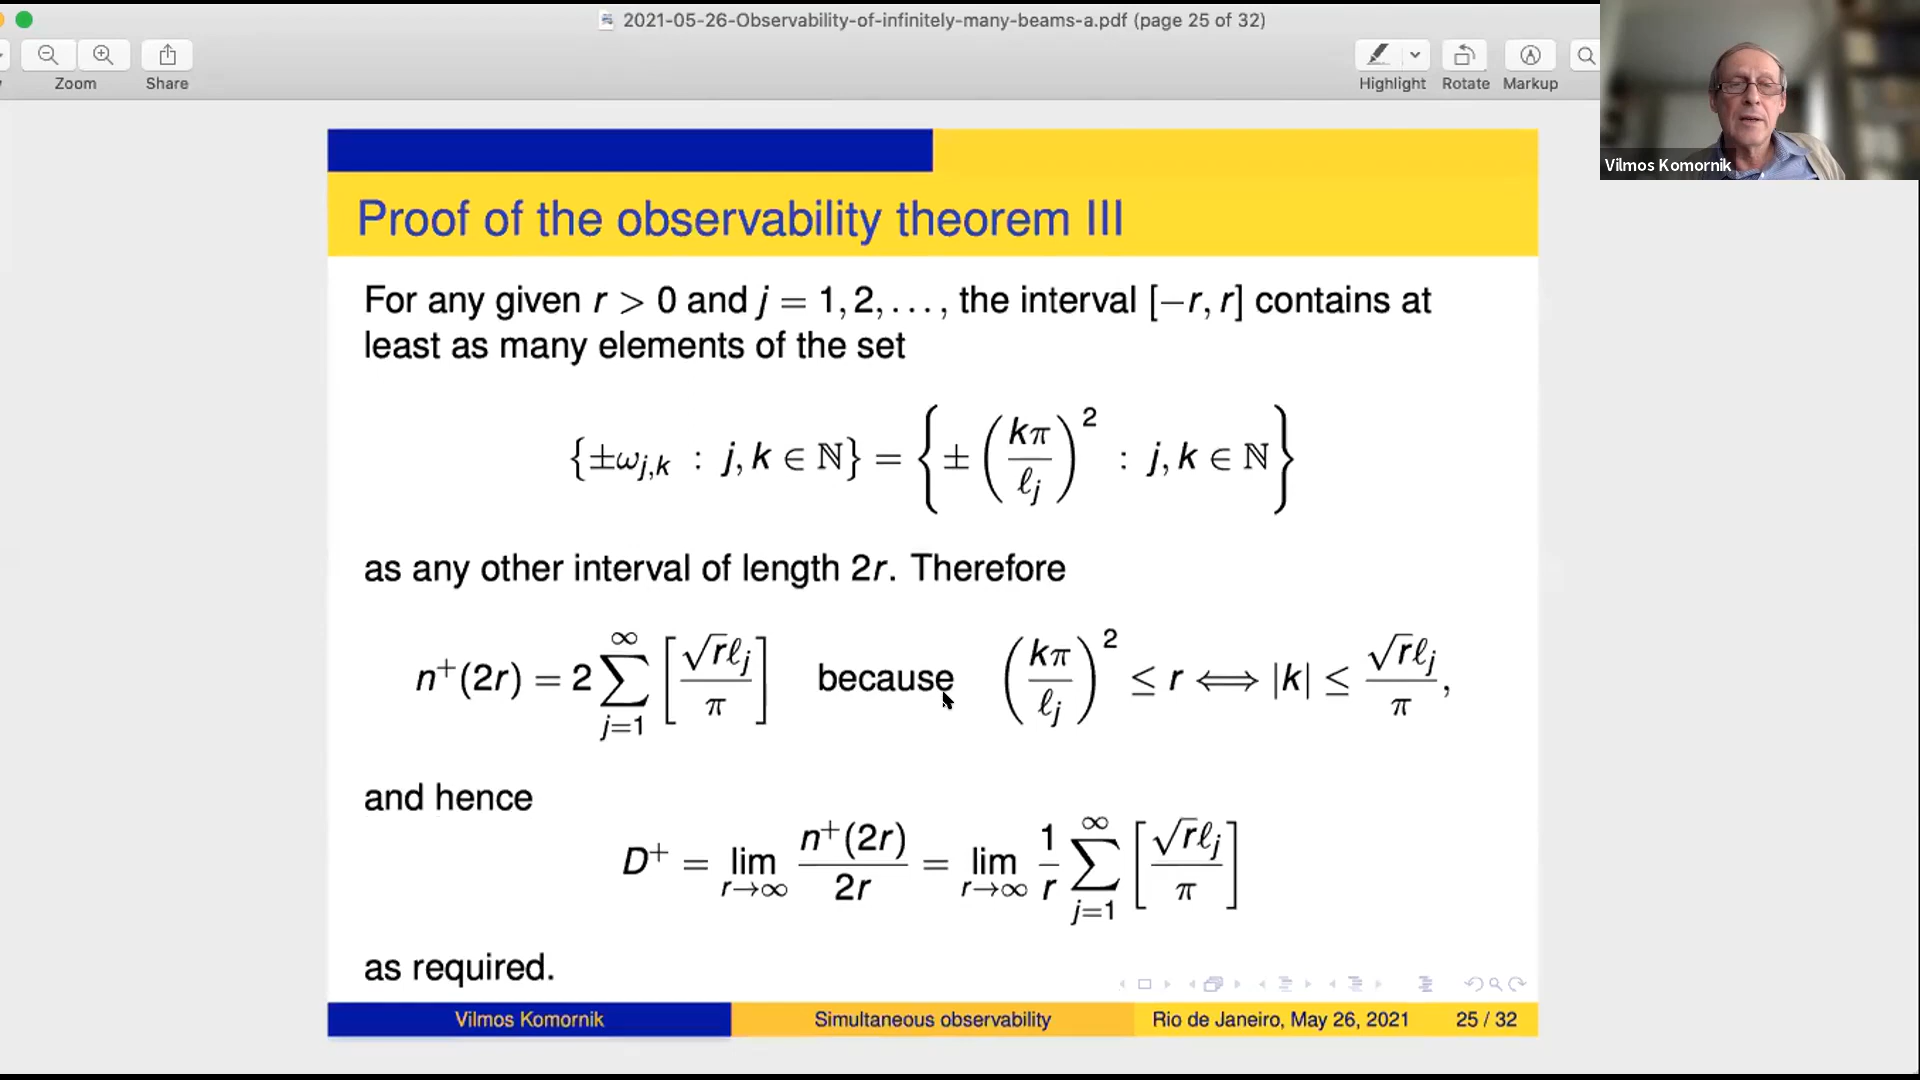 2021-05-26-Observability-of-infinitely-many-beams-a.pdf (page 25 of 32)
Zoom
Share
Highlight
Rotate
Markup
Vilmos Komornik
Proof of the observability theorem III
For any given r > 0 and j = 1, 2, . . . , the interval [−r, r] contains at
least as many elements of the set
{±ω_{j,k} : j, k ∈ ℕ} = {±(kπ/ℓ_j)^2 : j, k ∈ ℕ}
as any other interval of length 2r. Therefore
n^+(2r) = 2 ∑_{j=1}^{∞} [√r ℓ_j / π] because (kπ/ℓ_j)^2 ≤ r ⟺ |k| ≤ √r ℓ_j / π,
and hence
D^+ = lim_{r→∞} n^+(2r)/2r = lim_{r→∞} 1/r ∑_{j=1}^{∞} [√r ℓ_j / π]
as required.
Vilmos Komornik
Simultaneous observability
Rio de Janeiro, May 26, 2021
25 / 32